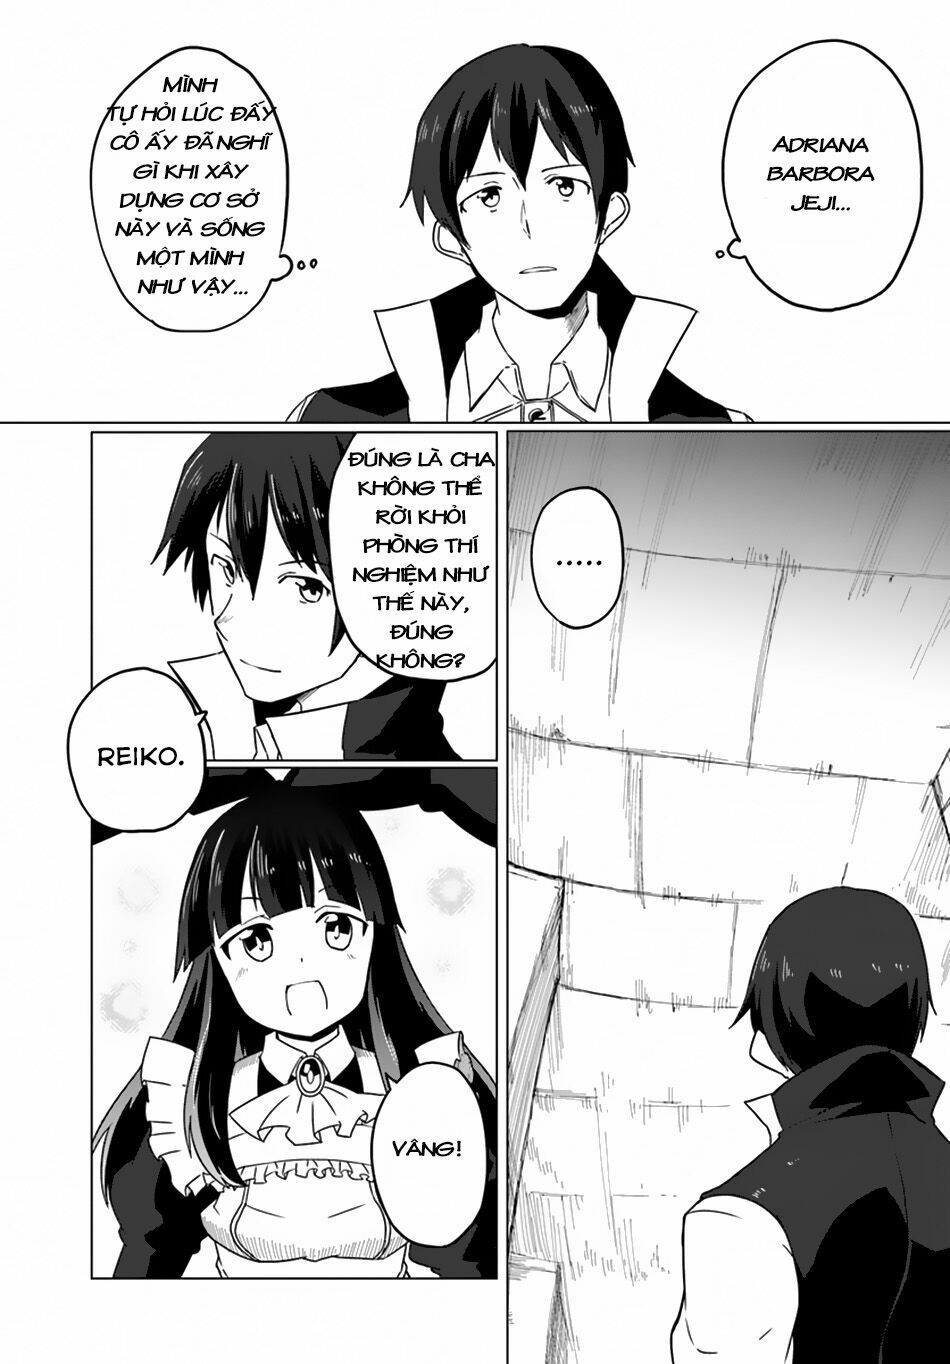 ADRIANA
BARBORA
JEJI...
MÌNH
TỰ HỎI LÚC ĐẤY
CÔ ẤY ĐÃ NGHĨ
GÌ KHI XÂY
DỰNG CƠ SỞ
NÀY VÀ SỐNG
MỘT MÌNH
NHƯ VẬY...
.....
ĐÚNG LÀ CHA
KHÔNG THỂ
RỜI KHỎI
PHÒNG THÍ
NGHIỆM NHƯ
THẾ NÀY,
ĐÚNG
KHÔNG?
REIKO.
VÂNG!